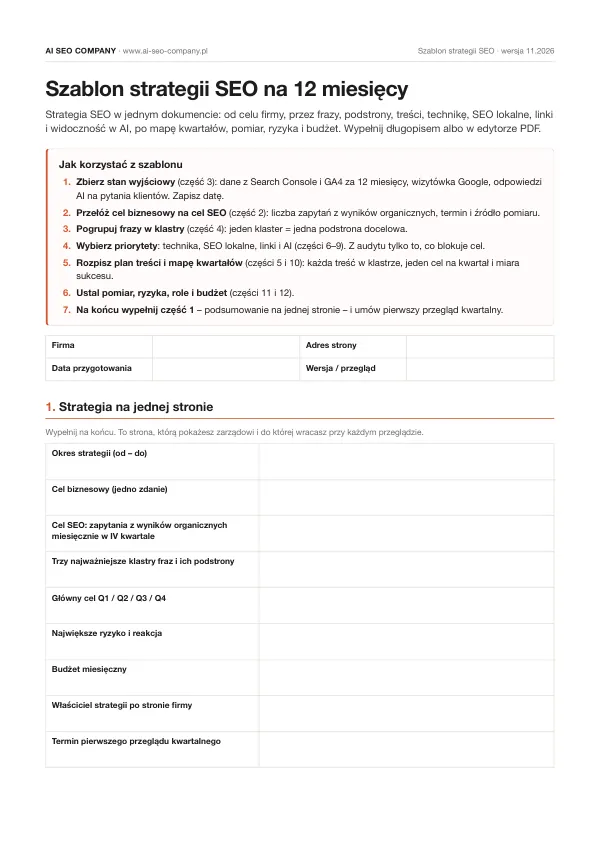 AI SEO COMPANY · www.ai-seo-company.pl
Szablon strategii SEO · wersja 11.2026
Szablon strategii SEO na 12 miesięcy
Strategia SEO w jednym dokumencie: od celu firmy, przez frazy, podstrony, treści, technikę, SEO lokalne, linki
i widoczność w AI, po mapę kwartałów, pomiar, ryzyka i budżet. Wypełnij długopisem albo w edytorze PDF.
Jak korzystać z szablonu
1. Zbierz stan wyjściowy (część 3): dane z Search Console i GA4 za 12 miesięcy, wizytówka Google, odpowiedzi
AI na pytania klientów. Zapisz datę.
2. Przełóż cel biznesowy na cel SEO (część 2): liczba zapytań z wyników organicznych, termin i źródło pomiaru.
3. Pogrupuj frazy w klastry (część 4): jeden klaster = jedna podstrona docelowa.
4. Wybierz priorytety: technika, SEO lokalne, linki i AI (części 6–9). Z audytu tylko to, co blokuje cel.
5. Rozpisz plan treści i mapę kwartałów (części 5 i 10): każda treść w klastrze, jeden cel na kwartał i miara
sukcesu.
6. Ustal pomiar, ryzyka, role i budżet (części 11 i 12).
7. Na końcu wypełnij część 1 – podsumowanie na jednej stronie – i umów pierwszy przegląd kwartalny.
Firma
Adres strony
Data przygotowania
Wersja / przegląd
1. Strategia na jednej stronie
Wypełnij na końcu. To strona, którą pokażesz zarządowi i do której wracasz przy każdym przeglądzie.
Okres strategii (od – do)
Cel biznesowy (jedno zdanie)
Cel SEO: zapytania z wyników organicznych
miesięcznie w IV kwartale
Trzy najważniejsze klastry fraz i ich podstrony
Główny cel Q1 / Q2 / Q3 / Q4
Największe ryzyko i reakcja
Budżet miesięczny
Właściciel strategii po stronie firmy
Termin pierwszego przeglądu kwartalnego